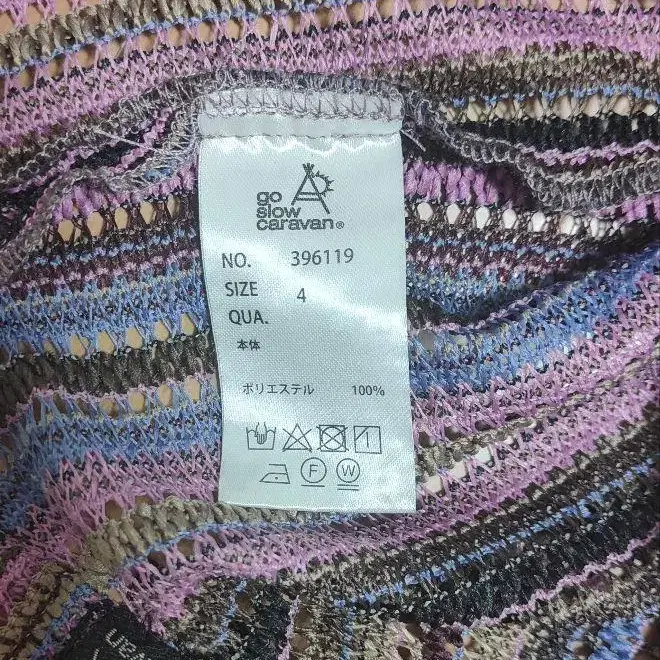 go
slow
caravan®
NO. 396119
SIZE 4
QUA.
本体
ポリエステル 100%
F W